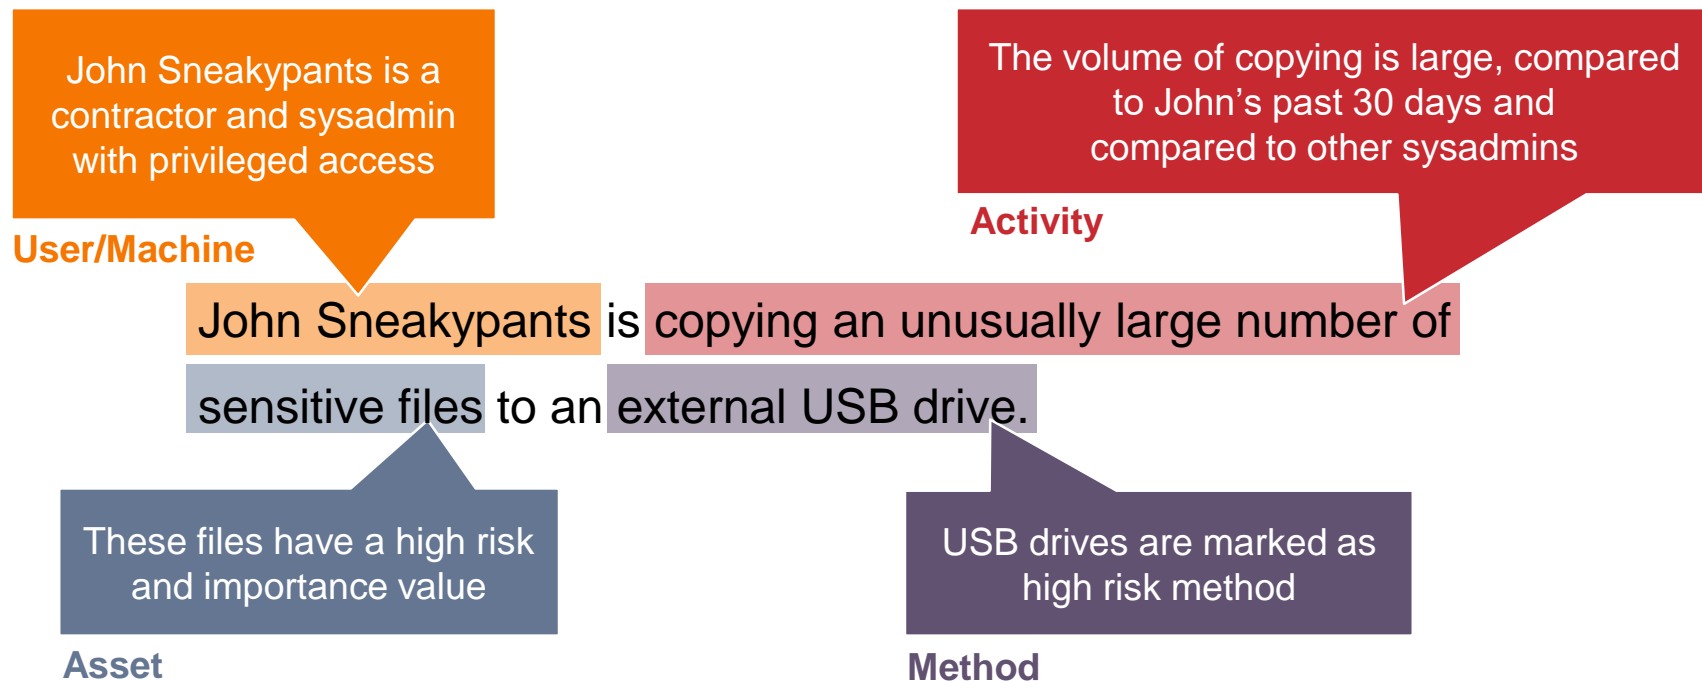 John Sneakypants is a
contractor and sysadmin
with privileged access
User/Machine
The volume of copying is large, compared
to John’s past 30 days and
compared to other sysadmins
Activity
John Sneakypants is copying an unusually large number of
sensitive files to an external USB drive.
These files have a high risk
and importance value
Asset
USB drives are marked as
high risk method
Method